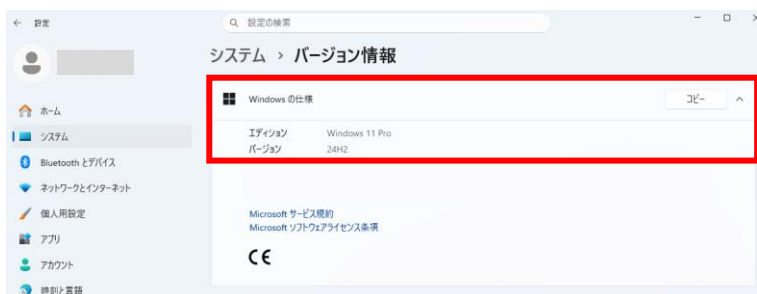 ← 設定
設定の検索
システム › バージョン情報
Windows の仕様
コピー
エディション Windows 11 Pro
バージョン 24H2
ホーム
システム
Bluetooth とデバイス
ネットワークとインターネット
個人用設定
アプリ
アカウント
時刻と言語
Microsoft サービス規約
Microsoft ソフトウェアライセンス条項
CE